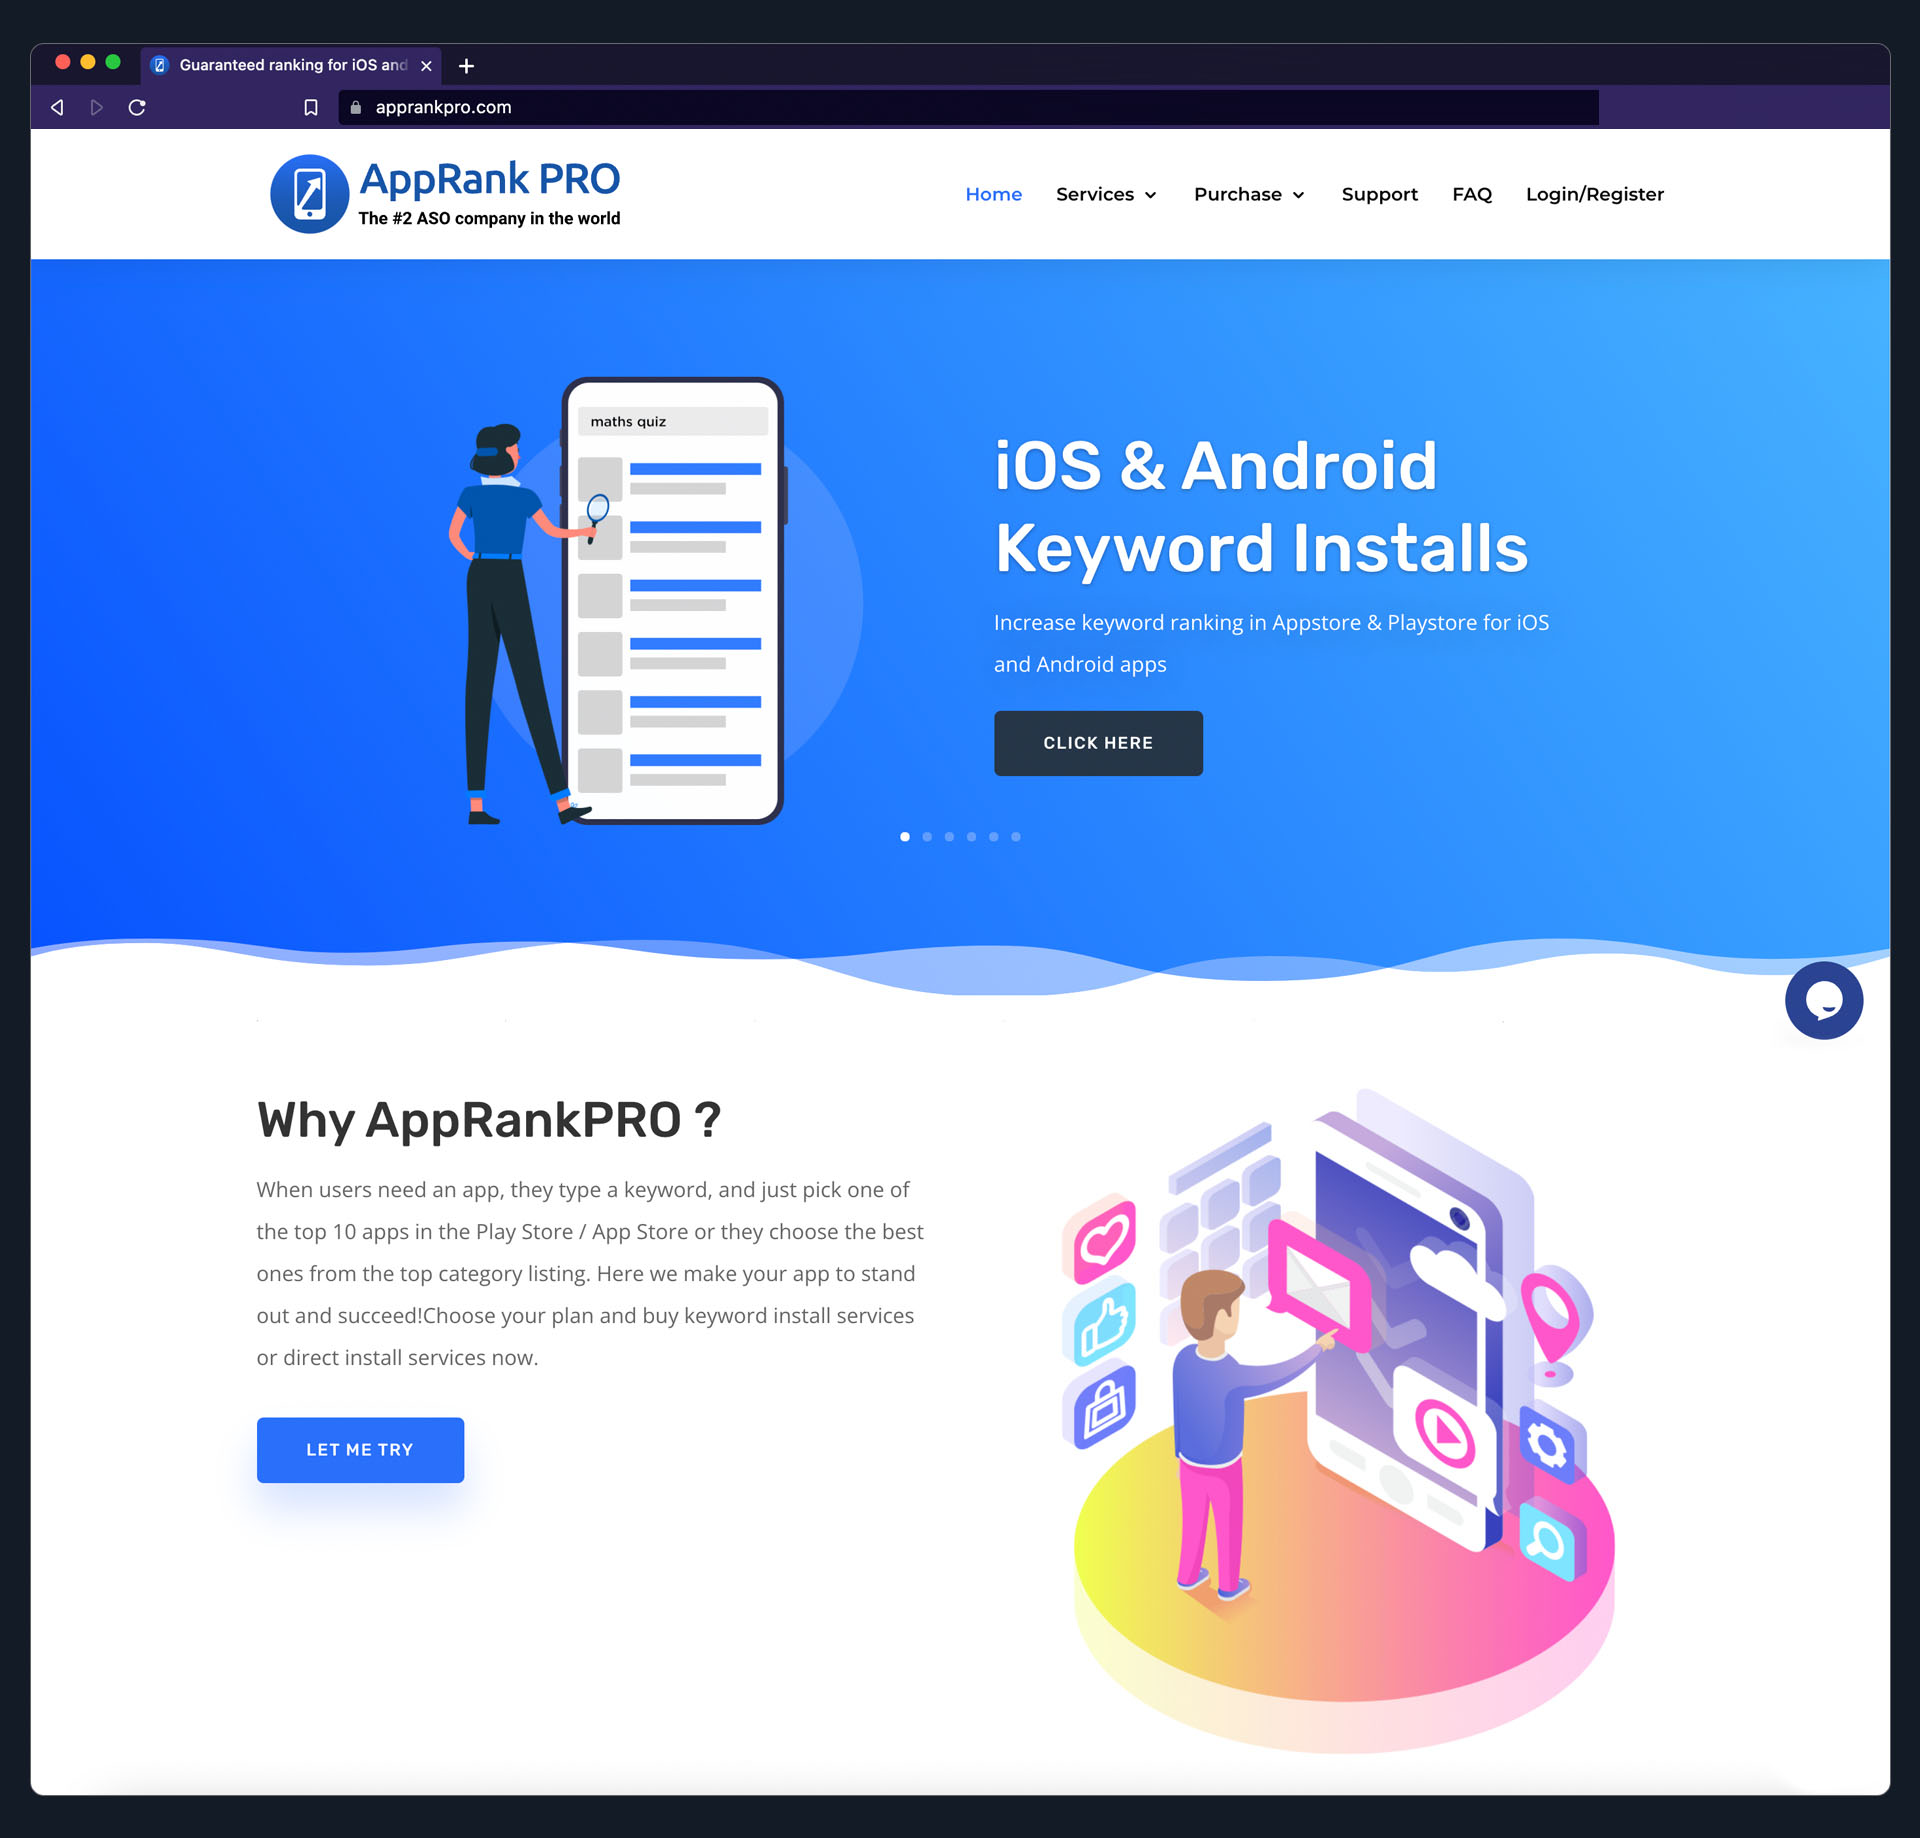 Guaranteed ranking for iOS and
apprankpro.com
AppRank PRO
The #2 ASO company in the world
Home
Services
Purchase
Support
FAQ
Login/Register
maths quiz
iOS & Android
Keyword Installs
Increase keyword ranking in Appstore & Playstore for iOS
and Android apps
CLICK HERE
Why AppRankPRO ?
When users need an app, they type a keyword, and just pick one of
the top 10 apps in the Play Store / App Store or they choose the best
ones from the top category listing. Here we make your app to stand
out and succeed!Choose your plan and buy keyword install services
or direct install services now.
LET ME TRY